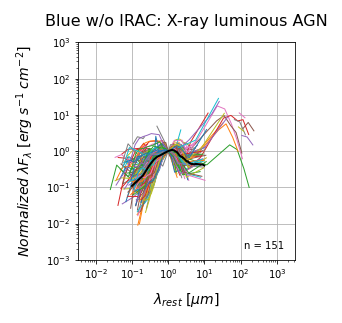 Blue w/o IRAC: X-ray luminous AGN
Normalized λF_λ [erg s⁻¹ cm⁻²]
10³
10²
10¹
10⁰
10⁻¹
10⁻²
10⁻³
n = 151
10⁻² 10⁻¹ 10⁰ 10¹ 10² 10³
λ_rest [μm]